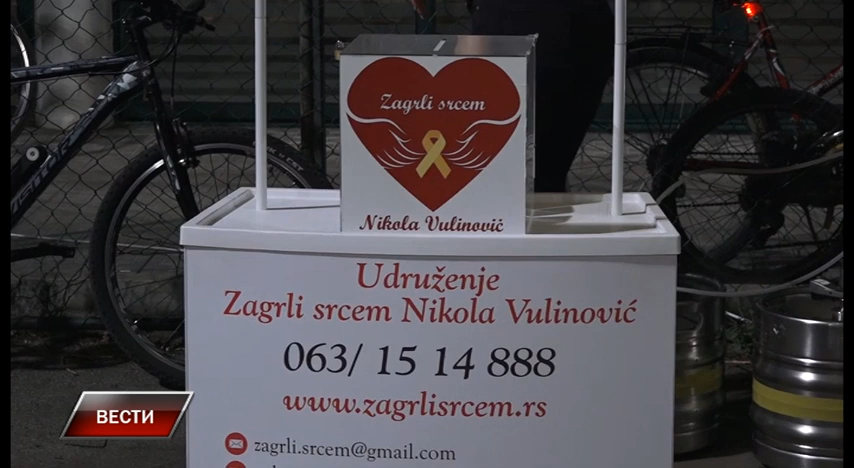 Zagrli srcem
Nikola Vulinović
Udruženje
Zagrli srcem Nikola Vulinović
063/ 15 14 888
www.zagrlisrcem.rs
zagrli.srcem@gmail.com
ВЕСТИ